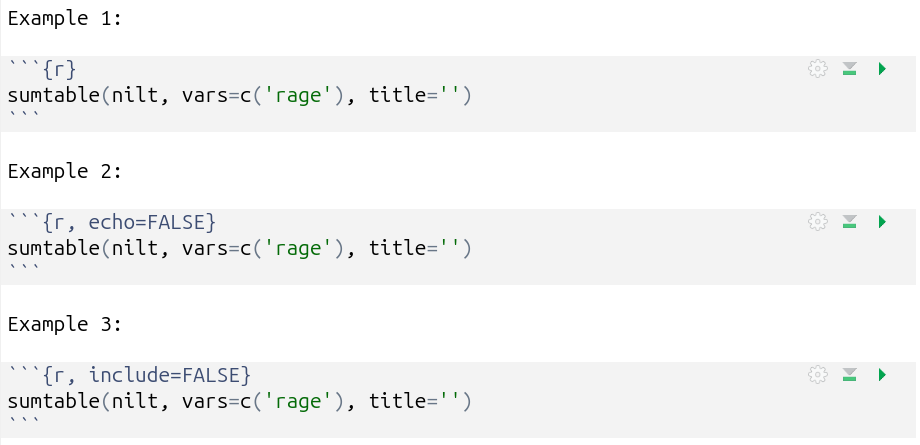 Example 1:
```{r}
sumtable(nilt, vars=c('rage'), title='')
```
Example 2:
```{r, echo=FALSE}
sumtable(nilt, vars=c('rage'), title='')
```
Example 3:
```{r, include=FALSE}
sumtable(nilt, vars=c('rage'), title='')
```